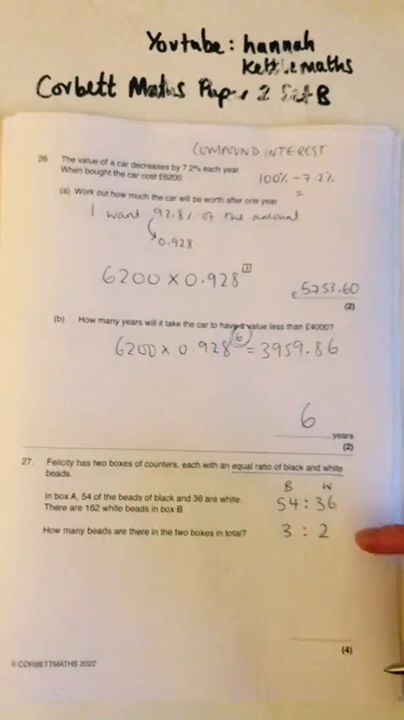 Youtube: hannah
kettlemaths
Corbett Maths Paper 2 Set B
COMPOUND INTEREST
26 The value of a car decreases by 7.2% each year.
When bought the car cost £6200.
100% - 7.2%
=
(a) Work out how much the car will be worth after one year
I want 92.8% of the amount
0.928
6200 x 0.928 1
£ 5753.60
(2)
(b) How many years will it take the car to have a value less than £4000?
6200 x 0.928 6 = 3959.86
6
years
(2)
27. Felicity has two boxes of counters, each with an equal ratio of black and white
beads.
B W
In box A, 54 of the beads of black and 36 are white.
54 : 36
There are 162 white beads in box B.
How many beads are there in the two boxes in total?
3 : 2
(4)
© CORBETTMATHS 2022